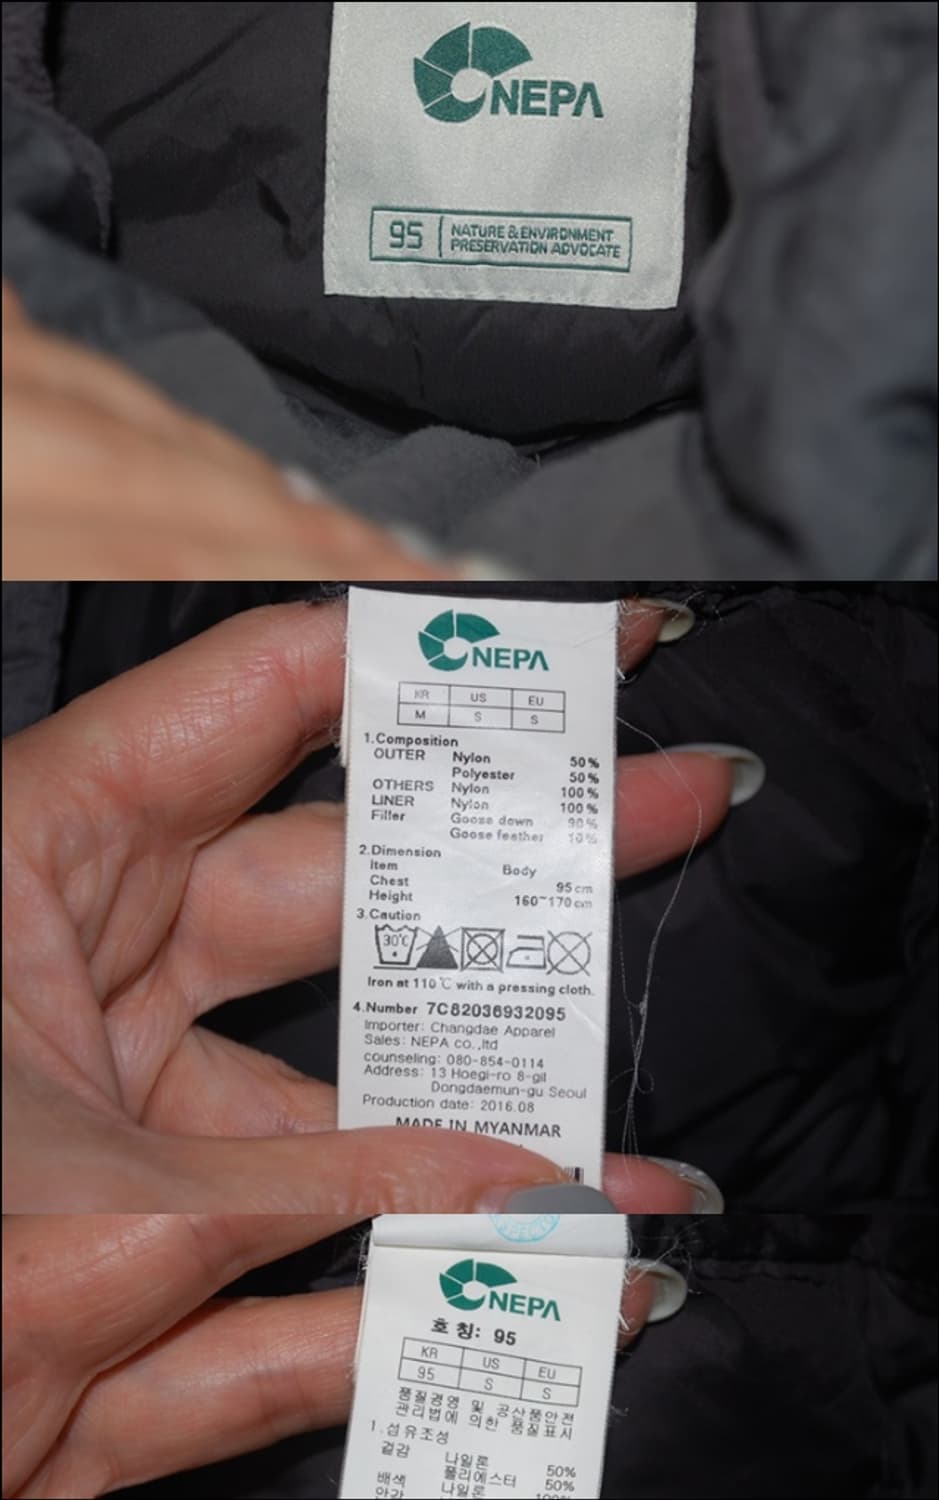 NEPA
95 NATURE & ENVIRONMENT
PRESERVATION ADVOCATE
NEPA
KR US EU
M S S
1.Composition
OUTER Nylon 50%
Polyester 50%
OTHERS Nylon 100%
LINER Nylon 100%
Filler Goose down 90%
Goose feather 10%
2.Dimension
Item Body
Chest 95cm
Height 160~170cm
3.Caution
30℃
Iron at 110℃ with a pressing cloth.
4.Number 7C82036932095
Importer: Changdae Apparel
Sales: NEPA co.,ltd
counseling: 080-854-0114
Address: 13 Hoegi-ro 8-gil
Dongdaemun-gu Seoul
Production date: 2016.08
MADE IN MYANMAR
NEPA
호칭: 95
KR US EU
95 S S
품질경영 및 공산품안전
관리법에 의한 품질표시
1.섬유조성
겉감 나일론 50%
폴리에스터 50%
배색 나일론 100%
안감